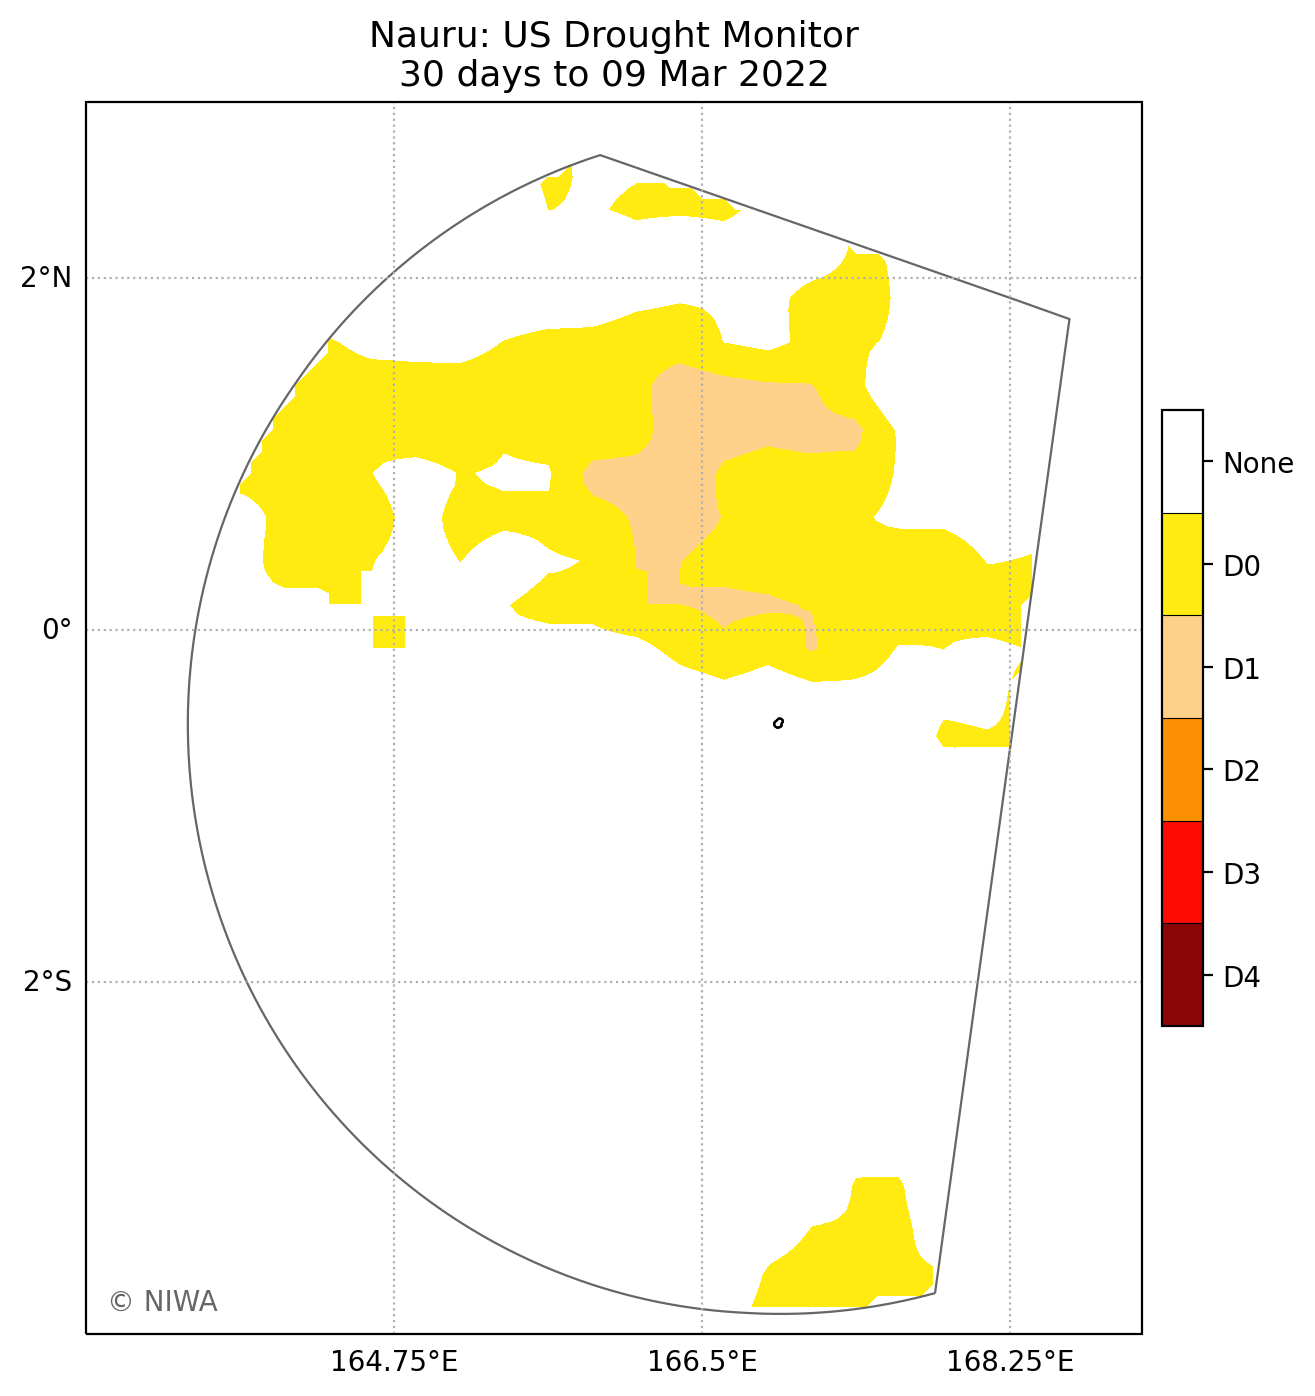 Nauru: US Drought Monitor
30 days to 09 Mar 2022
2°N
0°
2°S
164.75°E
166.5°E
168.25°E
None
D0
D1
D2
D3
D4
© NIWA